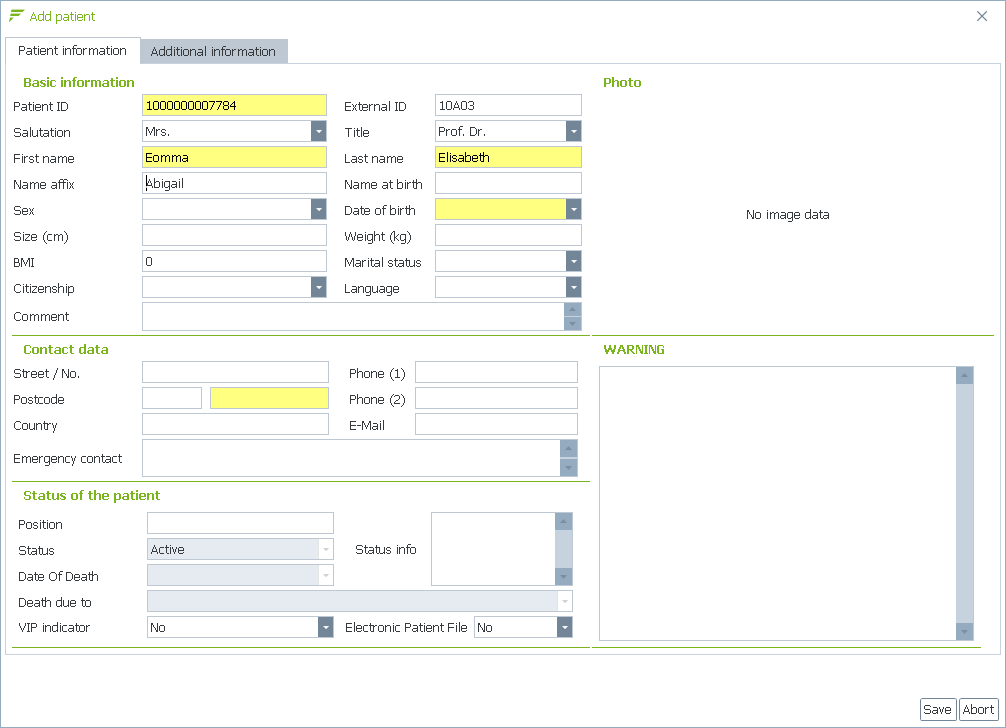 Add patient
Patient information Additional information
Basic information Photo
Patient ID 1000000007784 External ID 10A03
Salutation Mrs. Title Prof. Dr.
First name Eomma Last name Elisabeth
Name affix Abigail Name at birth
Sex Date of birth No image data
Size (cm) Weight (kg)
BMI 0 Marital status
Citizenship Language
Comment
Contact data WARNING
Street / No. Phone (1)
Postcode Phone (2)
Country E-Mail
Emergency contact
Status of the patient
Position
Status Active Status info
Date Of Death
Death due to
VIP indicator No Electronic Patient File No
Save Abort